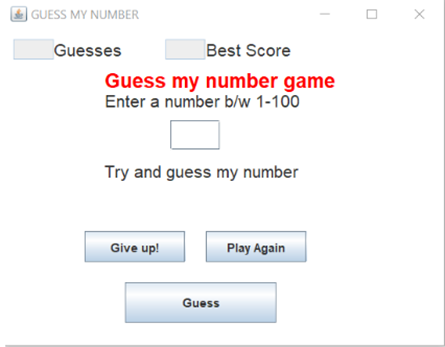 GUESS MY NUMBER
Guesses Best Score
Guess my number game
Enter a number b/w 1-100
Try and guess my number
Give up! Play Again
Guess